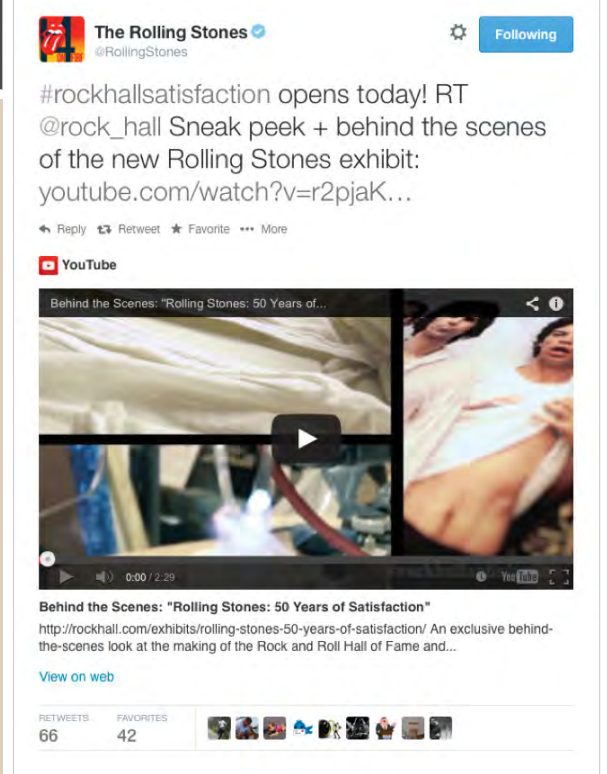 The Rolling Stones
@RollingStones
Following
#rockhallsatisfaction opens today! RT
@rock_hall Sneak peek + behind the scenes
of the new Rolling Stones exhibit:
youtube.com/watch?v=r2pjaK...
Reply Retweet Favorite More
YouTube
Behind the Scenes: "Rolling Stones: 50 Years of...
0:00 / 2:29
YouTube
Behind the Scenes: "Rolling Stones: 50 Years of Satisfaction"
http://rockhall.com/exhibits/rolling-stones-50-years-of-satisfaction/ An exclusive behind-
the-scenes look at the making of the Rock and Roll Hall of Fame and...
View on web
RETWEETS FAVORITES
66 42